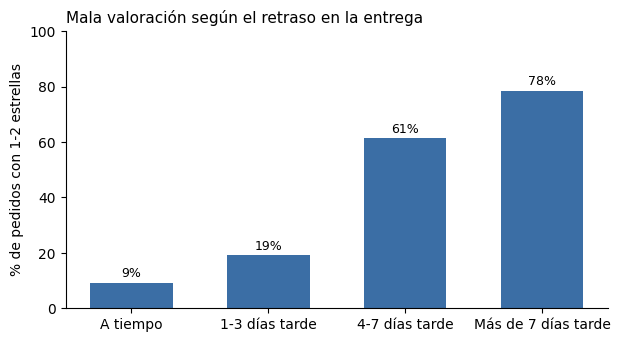 Mala valoración según el retraso en la entrega
% de pedidos con 1-2 estrellas
100
80
60
40
20
0
9%
19%
61%
78%
A tiempo
1-3 días tarde
4-7 días tarde
Más de 7 días tarde